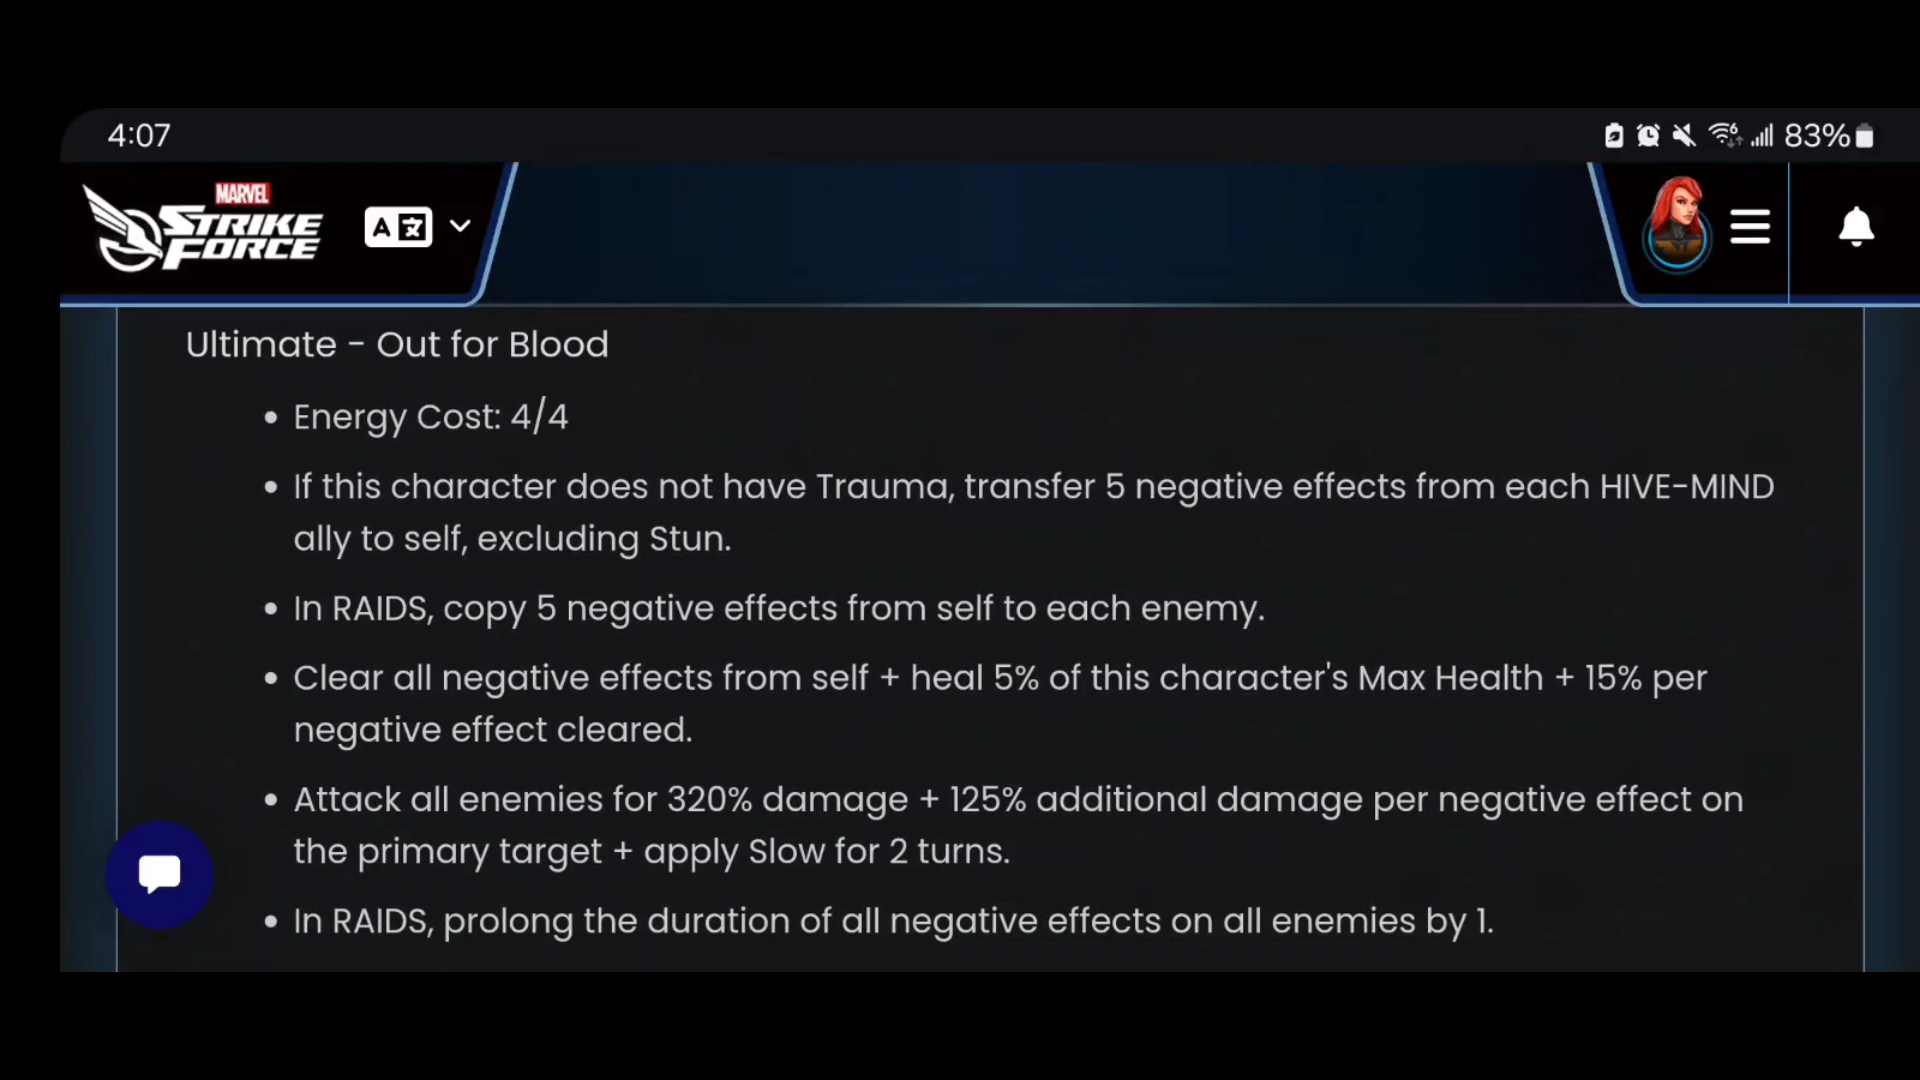 4:07
6
83%
MARVEL
STRIKE
FORCE
A文
Ultimate - Out for Blood
• Energy Cost: 4/4
• If this character does not have Trauma, transfer 5 negative effects from each HIVE-MIND
ally to self, excluding Stun.
• In RAIDS, copy 5 negative effects from self to each enemy.
• Clear all negative effects from self + heal 5% of this character's Max Health + 15% per
negative effect cleared.
• Attack all enemies for 320% damage + 125% additional damage per negative effect on
the primary target + apply Slow for 2 turns.
• In RAIDS, prolong the duration of all negative effects on all enemies by 1.